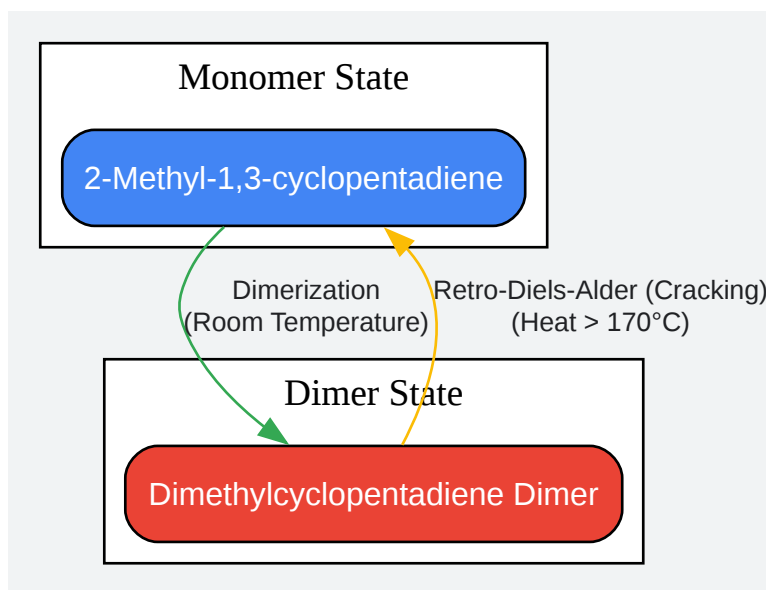 Monomer State
2-Methyl-1,3-cyclopentadiene
Dimerization
(Room Temperature)
Retro-Diels-Alder (Cracking)
(Heat > 170°C)
Dimer State
Dimethylcyclopentadiene Dimer